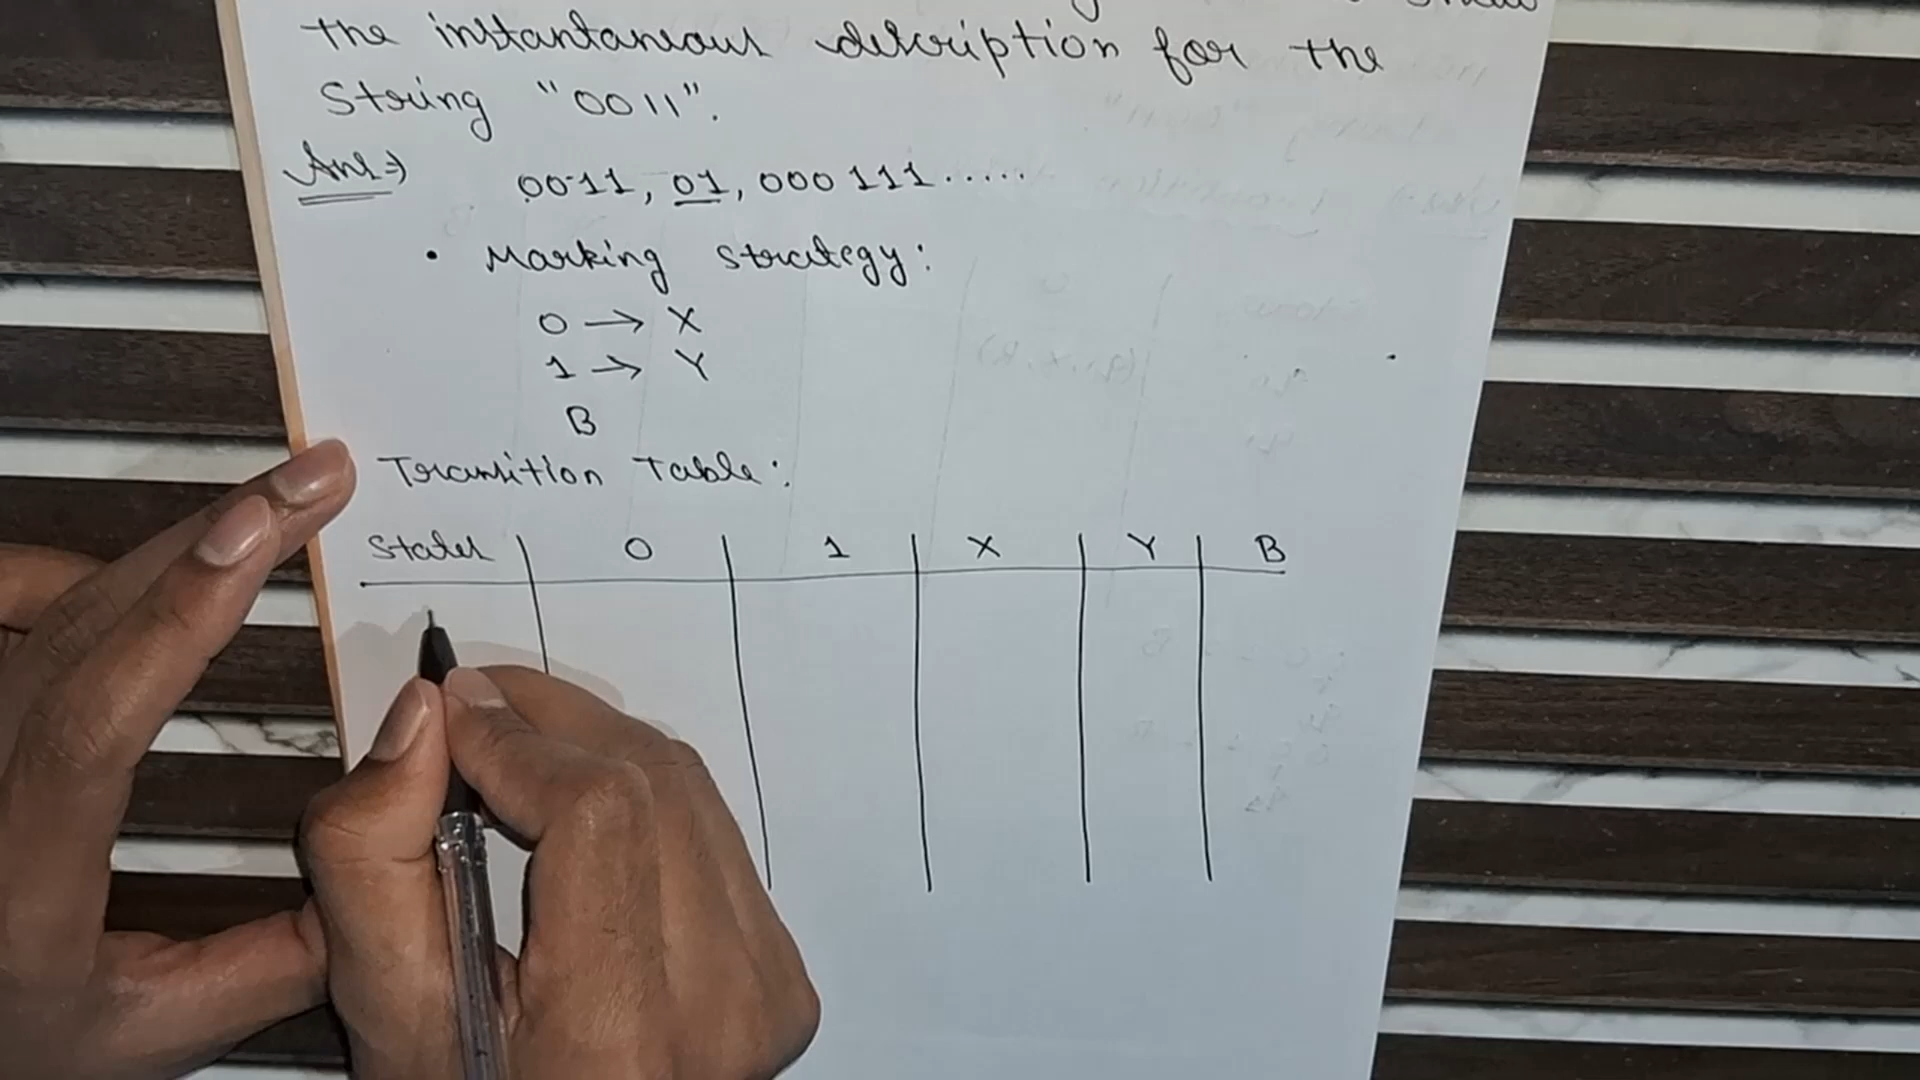 the instantaneous description for the
String "0011".
Ans⇒ 0011, 01, 000111.....
• Marking strategy:
0 → X
1 → Y
B
Transition Table:
States 0 1 X Y B